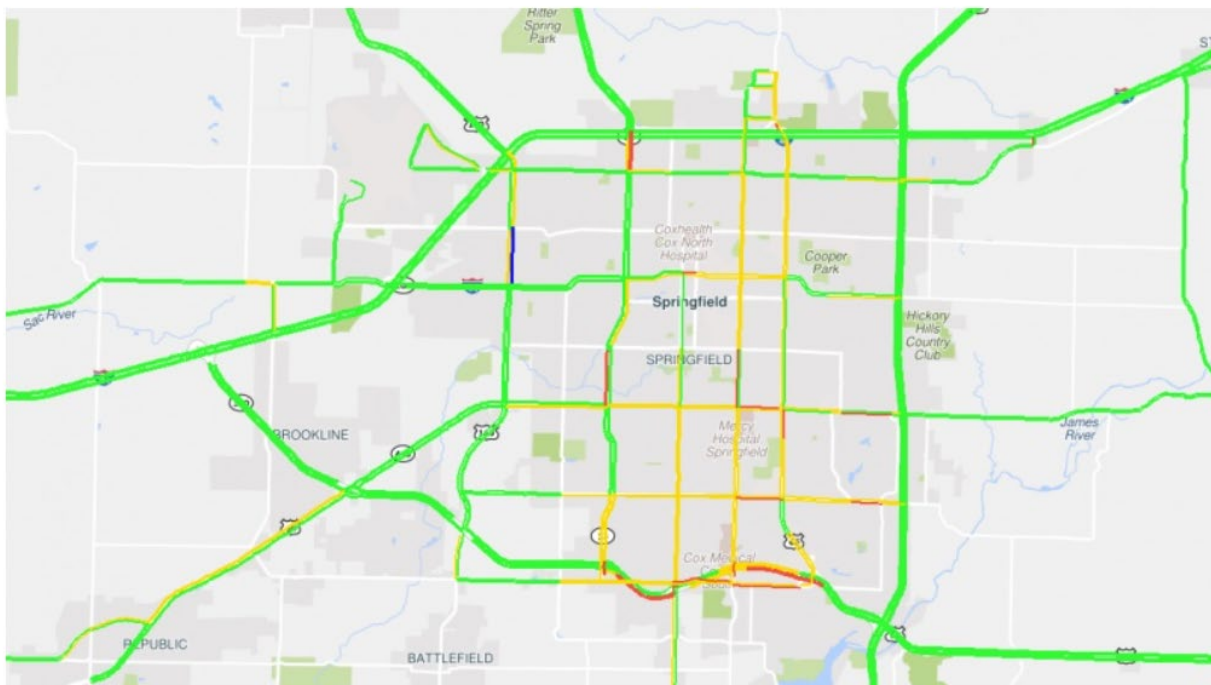 Ritter
Spring
Park
ST
Coxhealth
Cox North
Hospital
Cooper
Park
Springfield
Sac River
Hickory
Hills
Country
Club
SPRINGFIELD
BROOKLINE
Mercy
Hospital
Springfield
James
River
Cox Medical
REPUBLIC
BATTLEFIELD